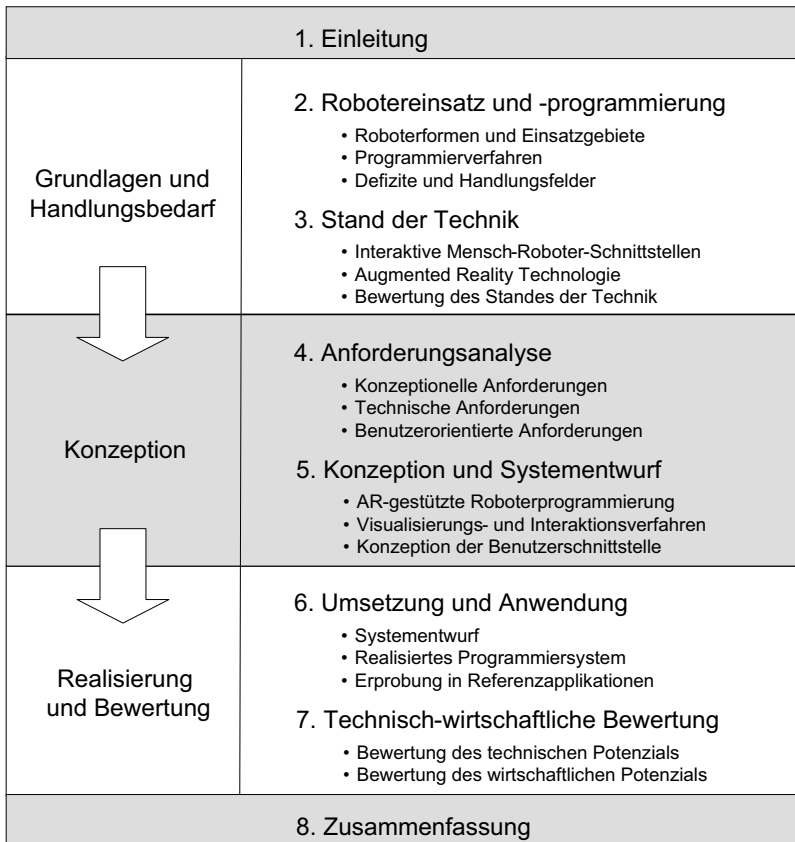 1. Einleitung
Grundlagen und
Handlungsbedarf
2. Robotereinsatz und -programmierung
• Roboterformen und Einsatzgebiete
• Programmierverfahren
• Defizite und Handlungsfelder
3. Stand der Technik
• Interaktive Mensch-Roboter-Schnittstellen
• Augmented Reality Technologie
• Bewertung des Standes der Technik
Konzeption
4. Anforderungsanalyse
• Konzeptionelle Anforderungen
• Technische Anforderungen
• Benutzerorientierte Anforderungen
5. Konzeption und Systementwurf
• AR-gestützte Roboterprogrammierung
• Visualisierungs- und Interaktionsverfahren
• Konzeption der Benutzerschnittstelle
Realisierung
und Bewertung
6. Umsetzung und Anwendung
• Systementwurf
• Realisiertes Programmiersystem
• Erprobung in Referenzapplikationen
7. Technisch-wirtschaftliche Bewertung
• Bewertung des technischen Potenzials
• Bewertung des wirtschaftlichen Potenzials
8. Zusammenfassung